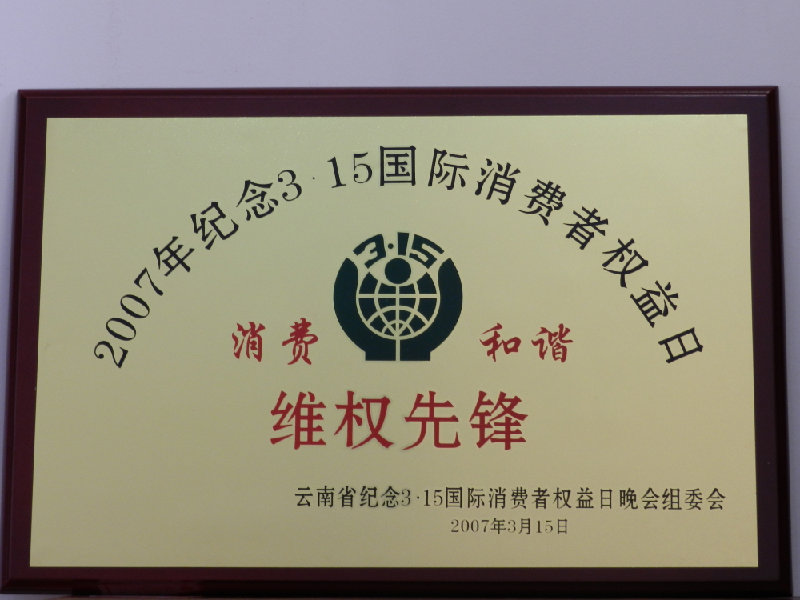 2007年纪念3·15国际消费者权益日
3·15
消费 和谐
维权先锋
云南省纪念3·15国际消费者权益日晚会组委会
2007年3月15日